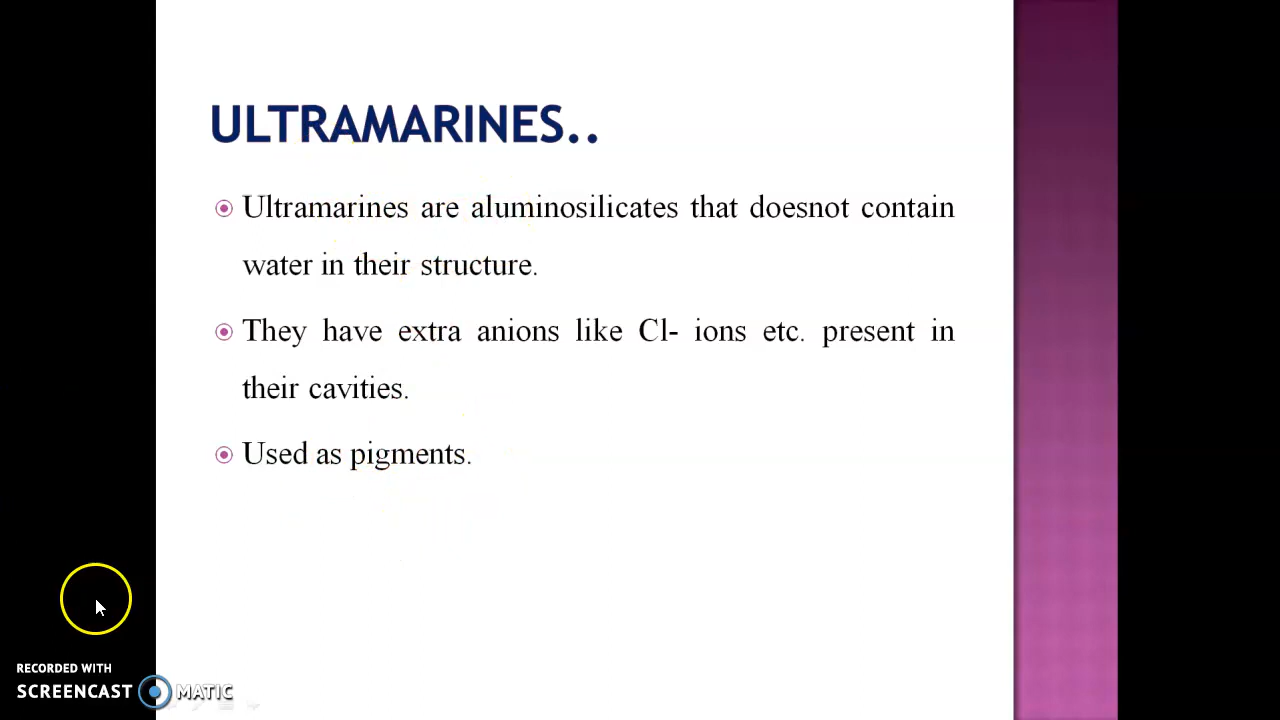 ULTRAMARINES..
Ultramarines are aluminosilicates that doesnot contain
water in their structure.
They have extra anions like Cl- ions etc. present in
their cavities.
Used as pigments.
RECORDED WITH
SCREENCAST MATIC